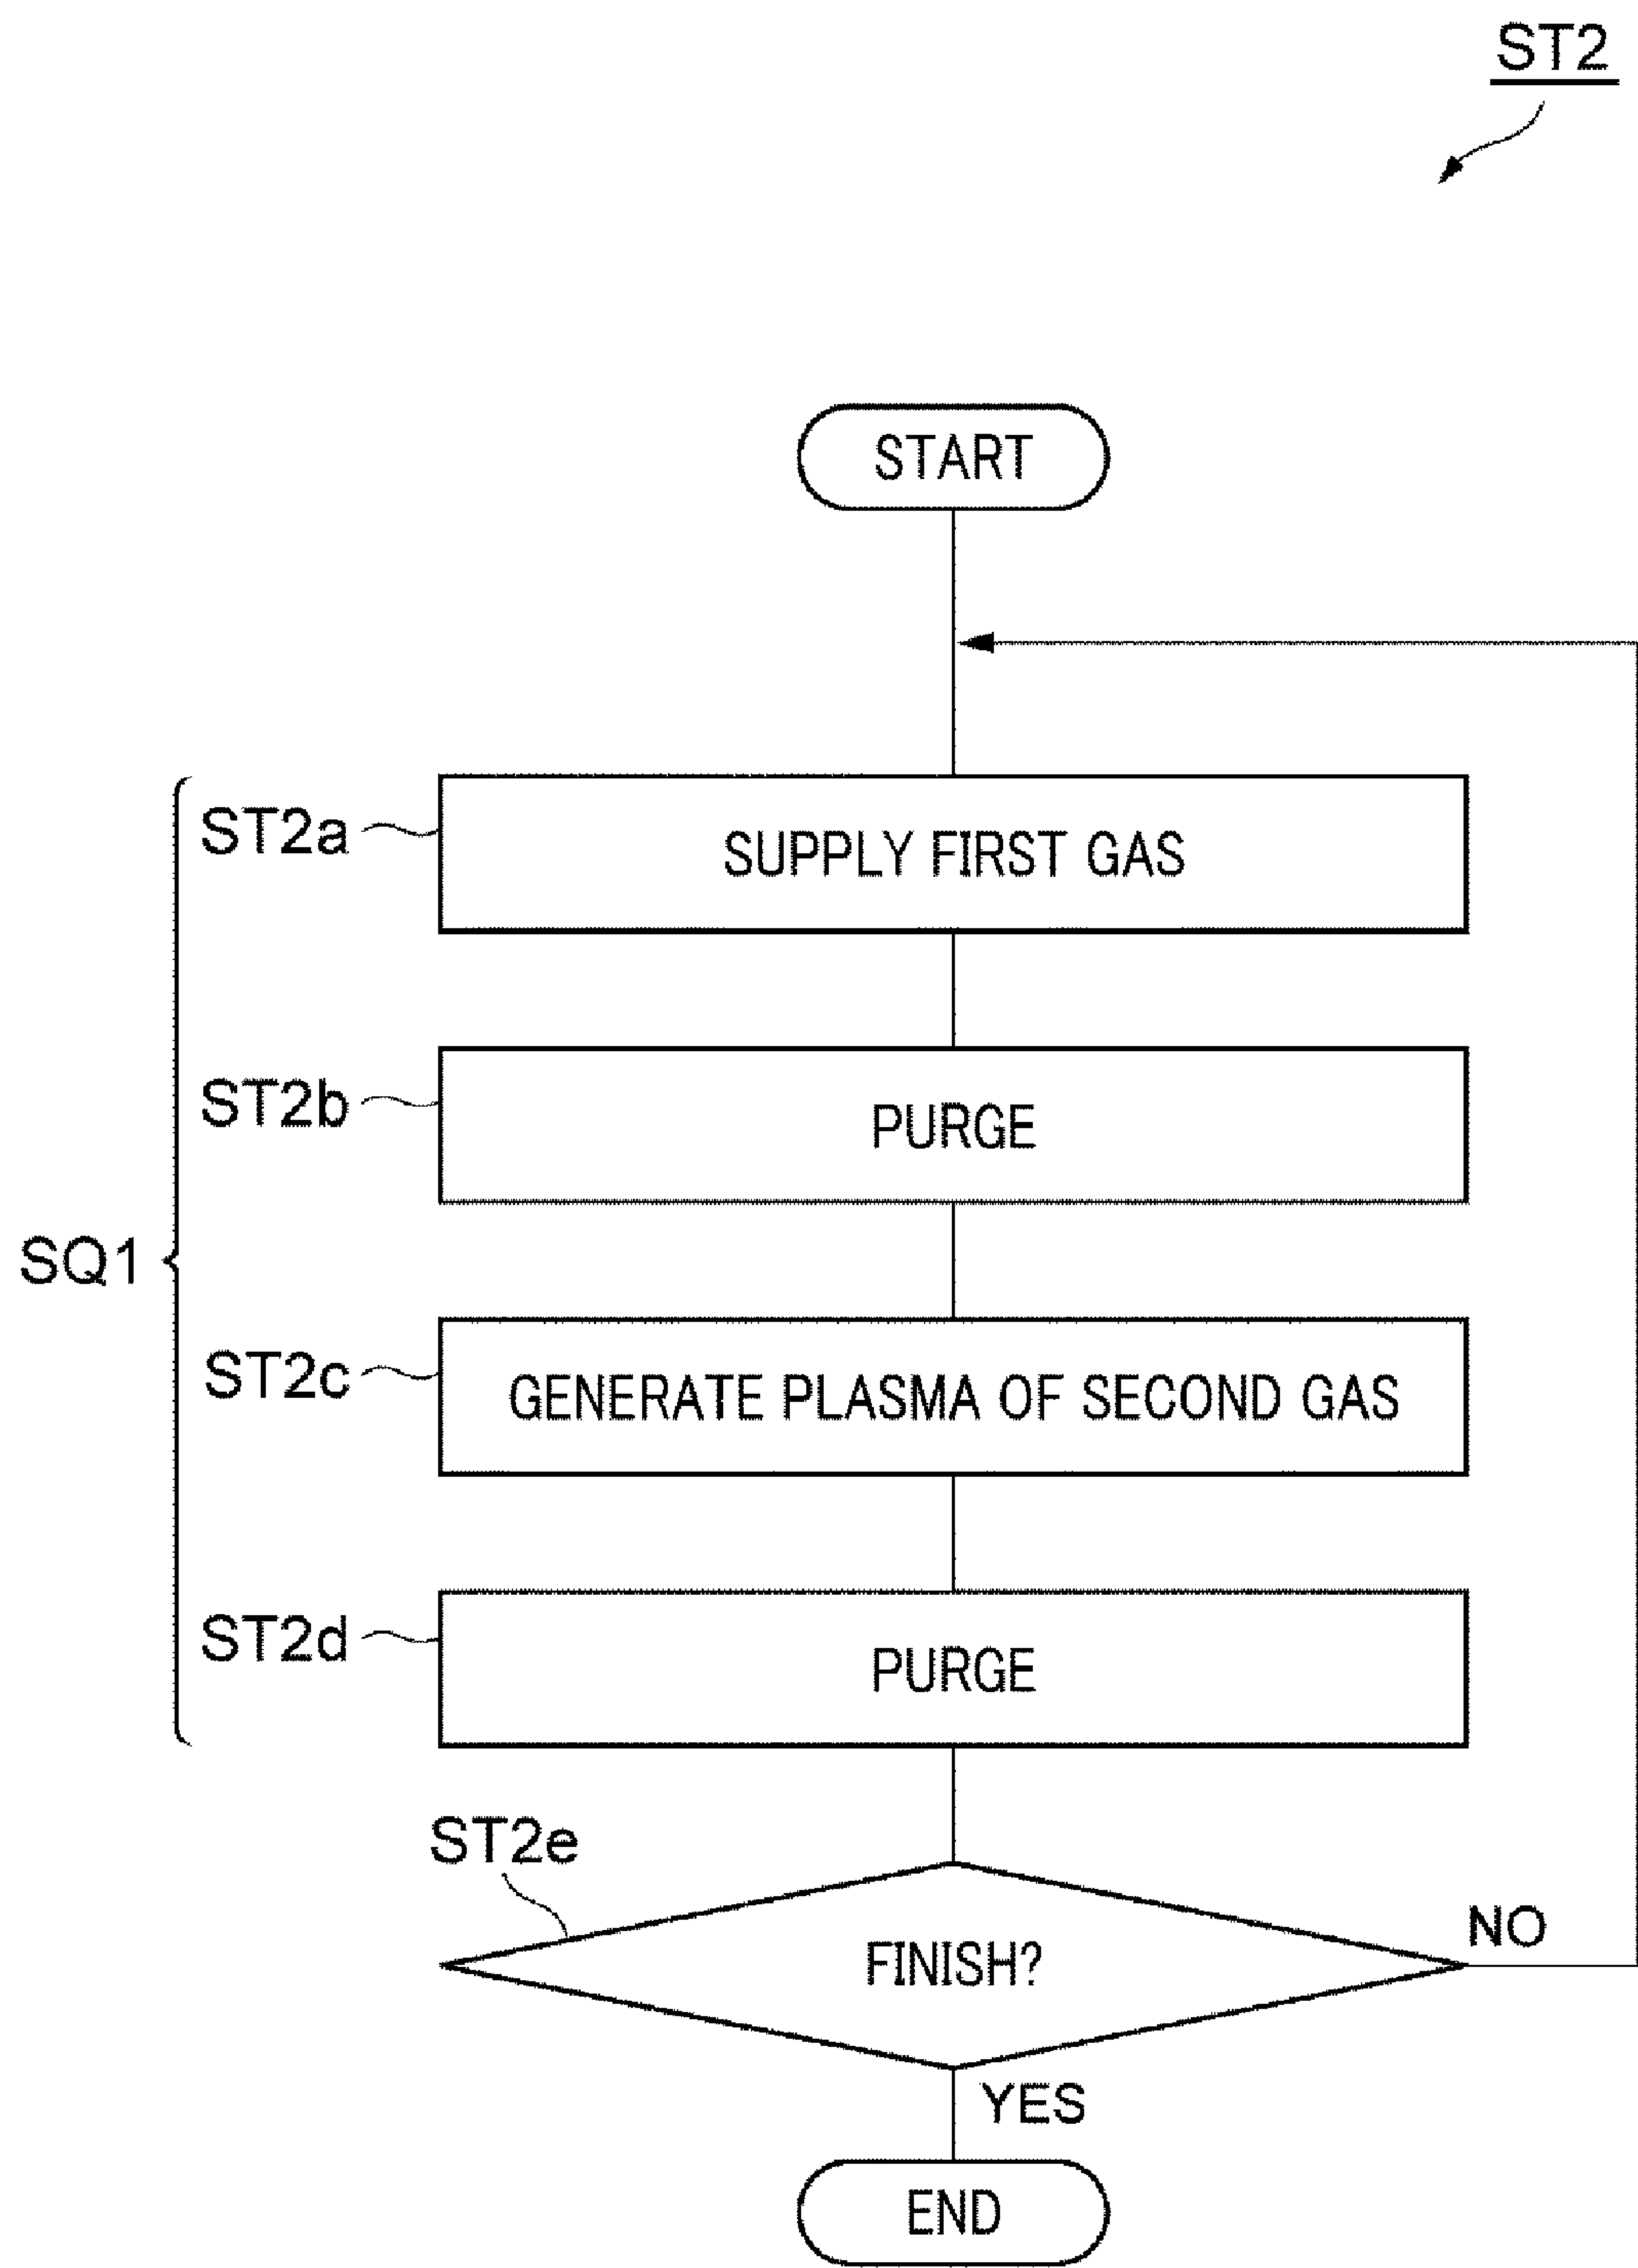 ST2
START
ST2a
SUPPLY FIRST GAS
ST2b
PURGE
SQ1
ST2c
GENERATE PLASMA OF SECOND GAS
ST2d
PURGE
ST2e
FINISH?
NO
YES
END